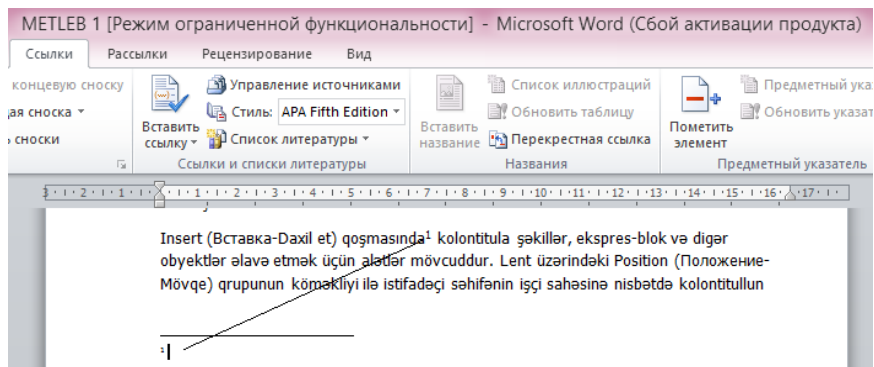 METLEB 1 [Режим ограниченной функциональности] - Microsoft Word (Сбой активации продукта)
Ссылки Рассылки Рецензирование Вид
концевую сноску Управление источниками Список иллюстраций Предметный ука
ая сноска Стиль: APA Fifth Edition Обновить таблицу Обновить указат
сноски Вставить ссылку Список литературы Вставить название Перекрестная ссылка Пометить элемент
Ссылки и списки литературы Названия Предметный указатель
3 2 1 1 2 3 4 5 6 7 8 9 10 11 12 13 14 15 16 17
Insert (Вставка-Daxil et) qoşmasında¹ kolontitula şəkillər, ekspres-blok və digər
obyektlər əlavə etmək üçün alətlər mövcuddur. Lent üzərindəki Position (Положение-
Mövqe) qrupunun köməkliyi ilə istifadəçi səhifənin işçi sahəsinə nisbətdə kolontitullun
1